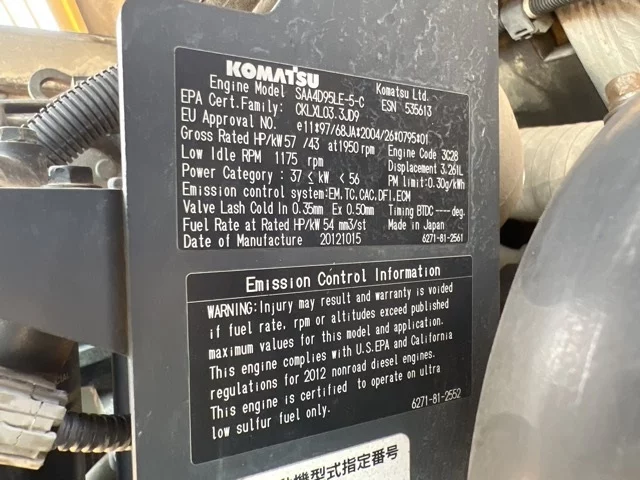 KOMATSU Komatsu Ltd.
Engine Model SAA4D95LE-5-C ESN 535613
EPA Cert.Family: CKLXL03.3JD9
EU Approval NO. e11*97/68JA*2004/26*0795*01
Gross Rated HP/kW 57 /43 at1950 rpm Engine Code 3C28
Low Idle RPM 1175 rpm Displacement 3.261L
Power Category: 37 ≤ kW < 56 PM limit:0.30g/kWh
Emission control system:EM,TC,CAC,DFI,ECM
Valve Lash Cold In 0.35mm Ex 0.50mm Timing BTDC ----deg.
Fuel Rate at Rated HP/kW 54 mm3/st Made in Japan
Date of Manufacture 20121015 6271-81-2561
Emission Control Information
WARNING:Injury may result and warranty is voided
if fuel rate, rpm or altitudes exceed published
maximum values for this model and application.
This engine complies with U.S.EPA and California
regulations for 2012 nonroad diesel engines.
This engine is certified to operate on ultra
low sulfur fuel only. 6271-81-2552
機型式指定番号